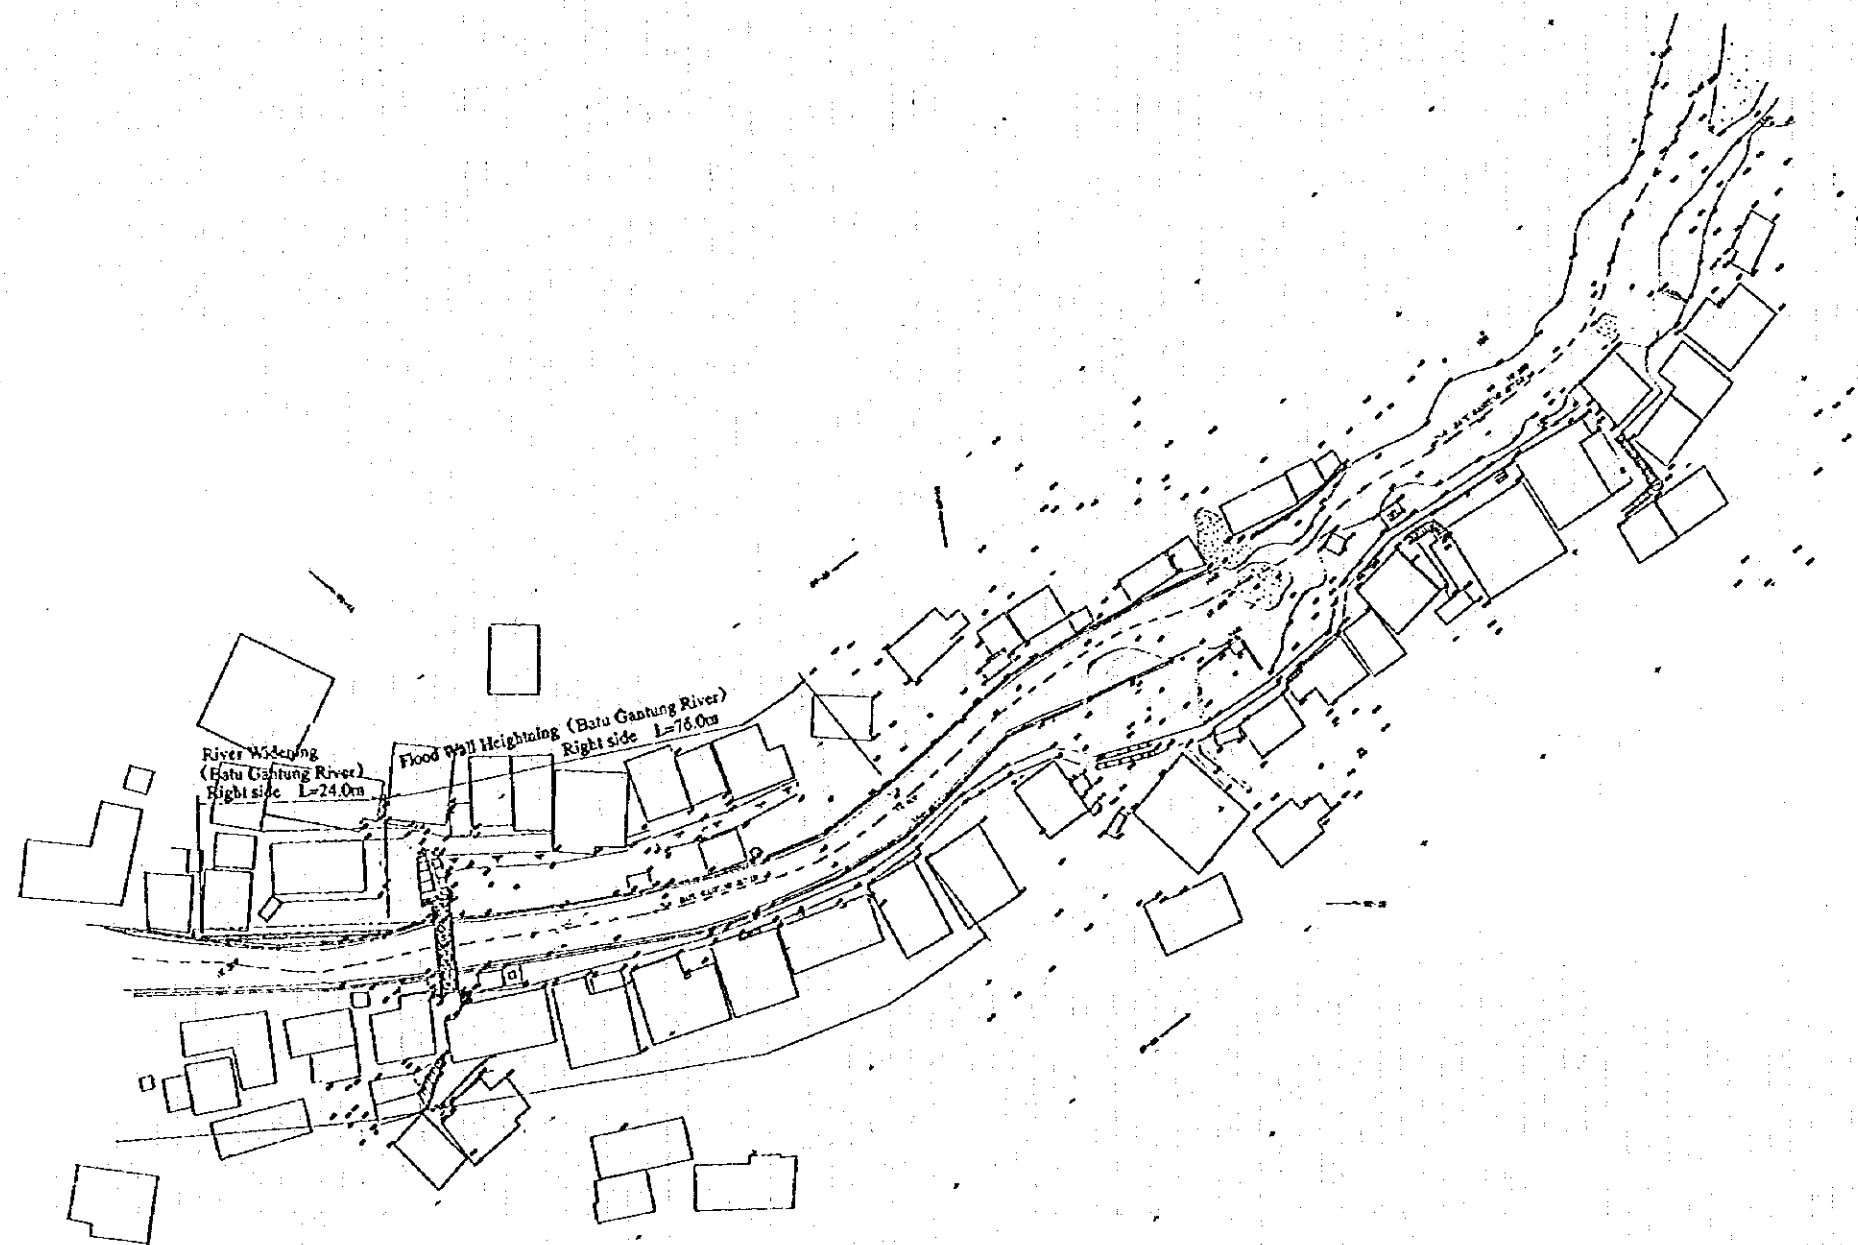 River Widening
(Batu Gantung River)
Right side L=24.0m
Flood Wall Heightning (Batu Gantung River)
Right side L=76.0m